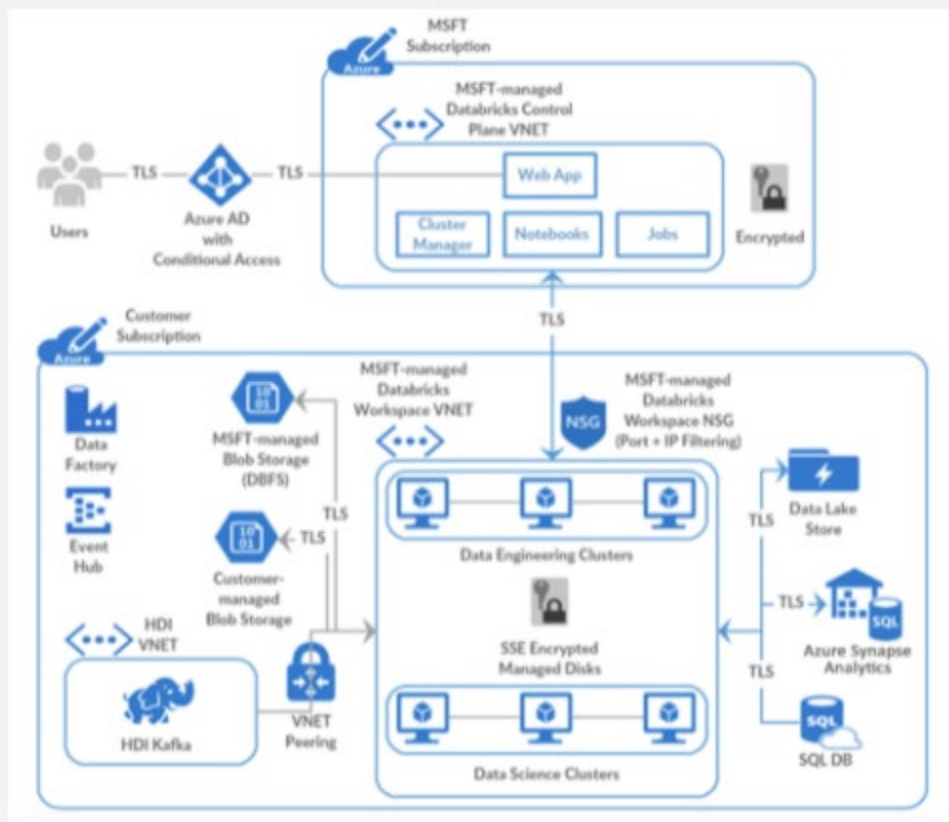 MSFT
Subscription
Azure
MSFT-managed
Databricks Control
Plane VNET
Users
TLS
Azure AD
with
Conditional Access
TLS
Web App
Cluster
Manager
Notebooks
Jobs
Encrypted
TLS
Customer
Subscription
Azure
Data
Factory
Event
Hub
10
01
MSFT-managed
Blob Storage
(DBFS)
TLS
10
01
TLS
Customer-
managed
Blob Storage
HDI
VNET
HDI Kafka
VNET
Peering
MSFT-managed
Databricks
Workspace VNET
NSG
MSFT-managed
Databricks
Workspace NSG
(Port + IP Filtering)
Data Engineering Clusters
SSE Encrypted
Managed Disks
Data Science Clusters
TLS
Data Lake
Store
TLS
SQL
Azure Synapse
Analytics
TLS
SQL
SQL DB